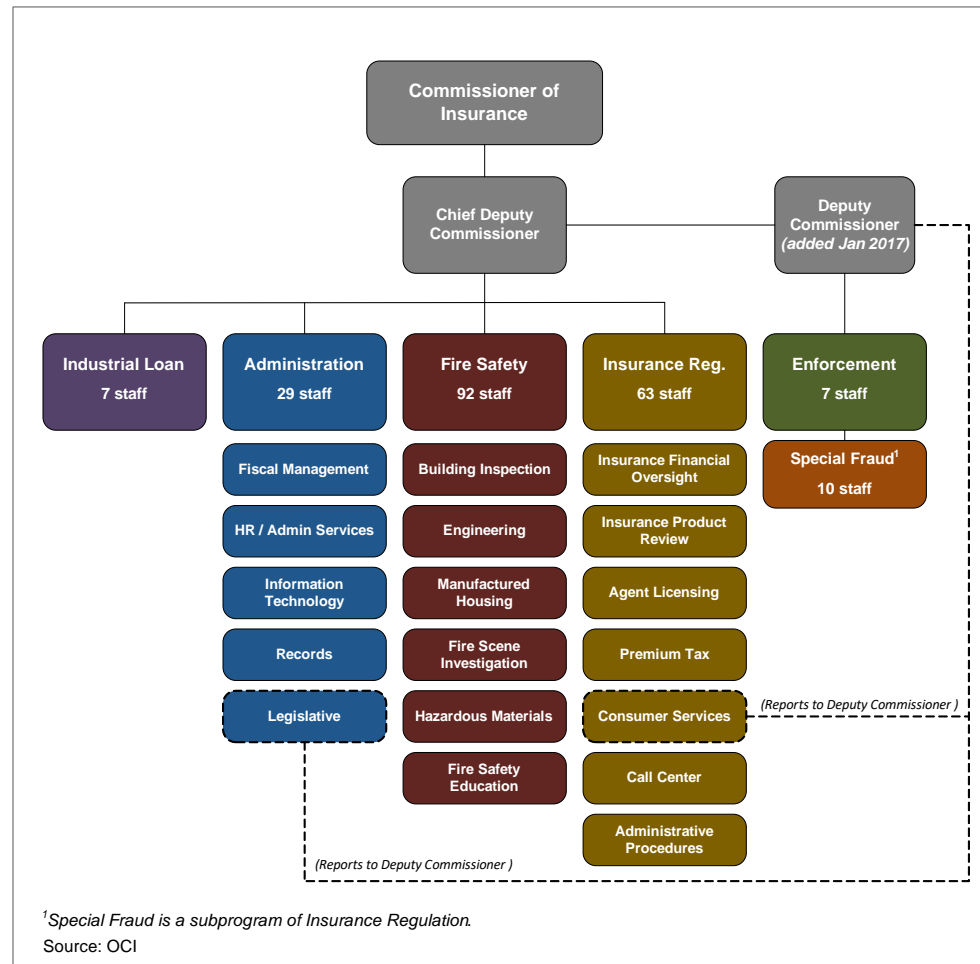 Commissioner of
Insurance
Chief Deputy
Commissioner
Deputy
Commissioner
(added Jan 2017)
Industrial Loan
7 staff
Administration
29 staff
Fire Safety
92 staff
Insurance Reg.
63 staff
Enforcement
7 staff
Special Fraud¹
10 staff
Fiscal Management
HR / Admin Services
Information
Technology
Records
Legislative
Building Inspection
Engineering
Manufactured
Housing
Fire Scene
Investigation
Hazardous Materials
Fire Safety
Education
Insurance Financial
Oversight
Insurance Product
Review
Agent Licensing
Premium Tax
Consumer Services
Call Center
Administrative
Procedures
(Reports to Deputy Commissioner )
(Reports to Deputy Commissioner )
¹Special Fraud is a subprogram of Insurance Regulation.
Source: OCI